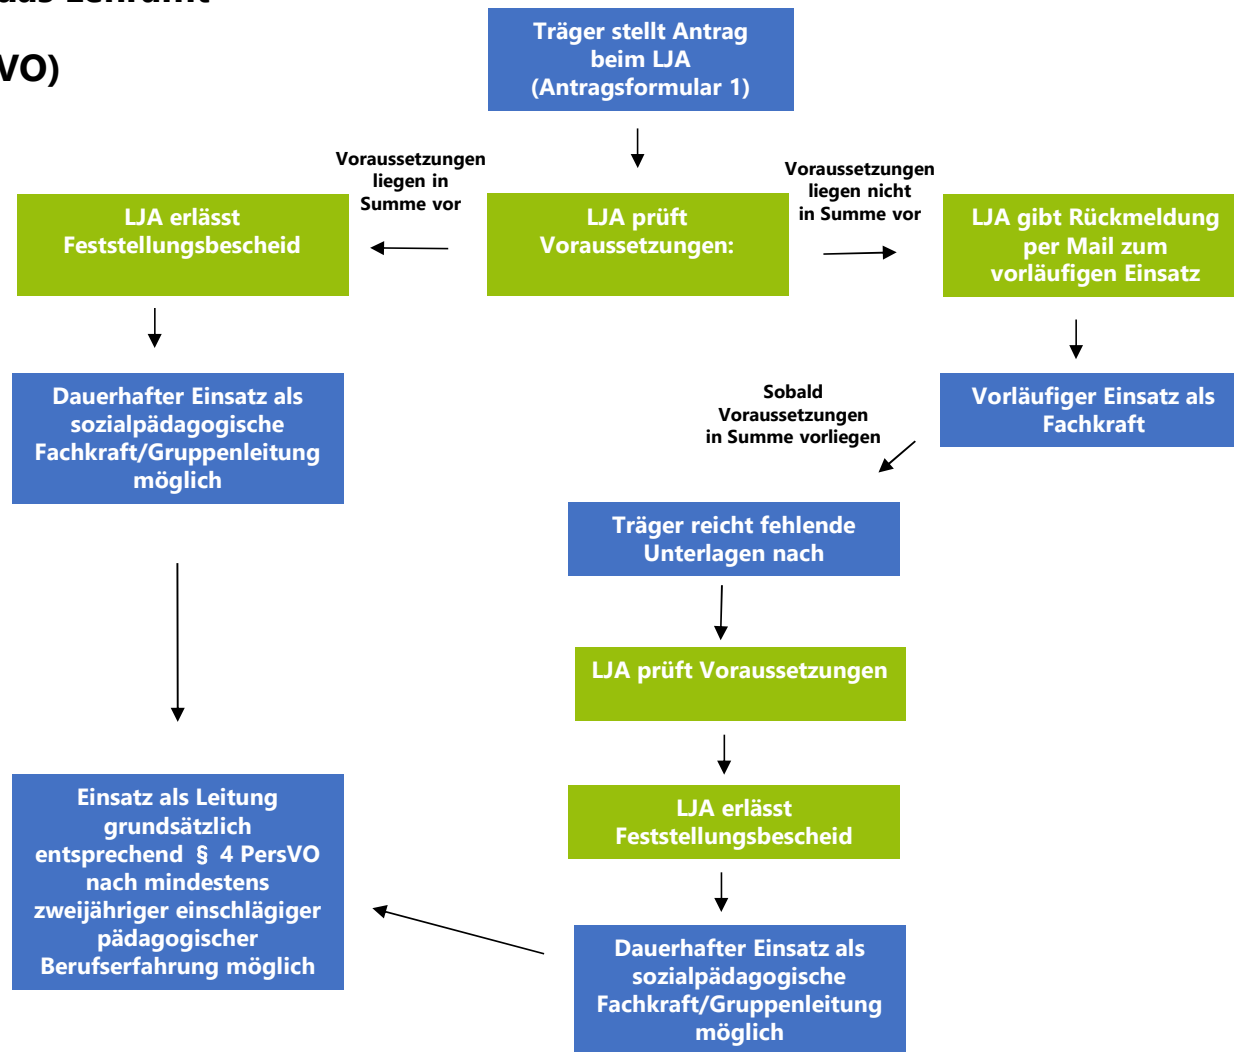 das Lehramt
VO)
Träger stellt Antrag
beim LJA
(Antragsformular 1)
Voraussetzungen
liegen in
Summe vor
Voraussetzungen
liegen nicht
in Summe vor
LJA erlässt
Feststellungsbescheid
LJA prüft
Voraussetzungen:
LJA gibt Rückmeldung
per Mail zum
vorläufigen Einsatz
Dauerhafter Einsatz als
sozialpädagogische
Fachkraft/Gruppenleitung
möglich
Sobald
Voraussetzungen
in Summe vorliegen
Vorläufiger Einsatz als
Fachkraft
Träger reicht fehlende
Unterlagen nach
LJA prüft Voraussetzungen
Einsatz als Leitung
grundsätzlich
entsprechend § 4 PersVO
nach mindestens
zweijähriger einschlägiger
pädagogischer
Berufserfahrung möglich
LJA erlässt
Feststellungsbescheid
Dauerhafter Einsatz als
sozialpädagogische
Fachkraft/Gruppenleitung
möglich